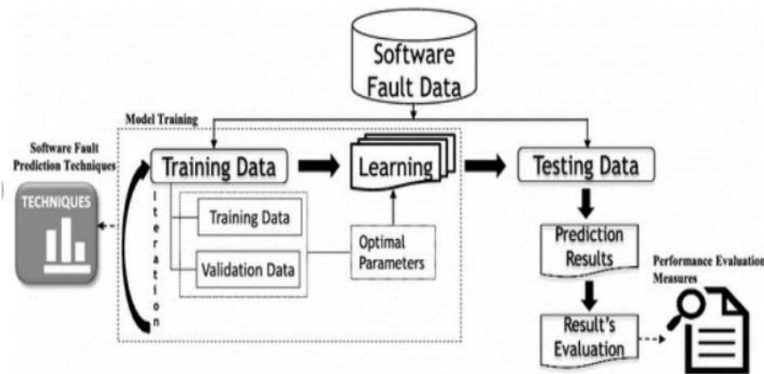 Software
Fault Data
Model Training
Software Fault
Prediction Techniques
TECHNIQUES
Training Data
Learning
Testing Data
Iteration
Training Data
Validation Data
Optimal
Parameters
Prediction
Results
Performance Evaluation
Measures
Result's
Evaluation